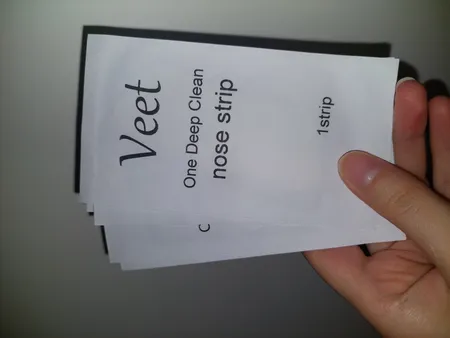 Veet
One Deep Clean
nose strip
1strip
C